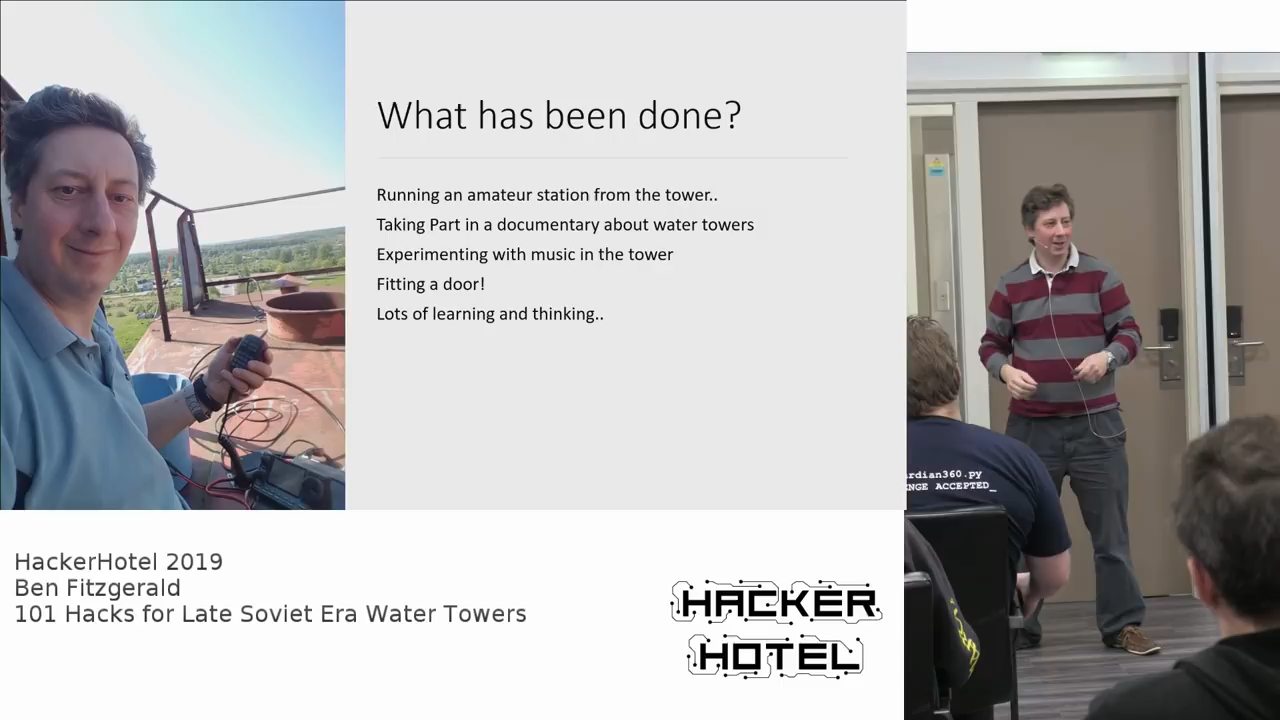 What has been done?
Running an amateur station from the tower..
Taking Part in a documentary about water towers
Experimenting with music in the tower
Fitting a door!
Lots of learning and thinking..
ardian360.py
ENGE ACCEPTED_
HackerHotel 2019
Ben Fitzgerald
101 Hacks for Late Soviet Era Water Towers
HACKER
HOTEL